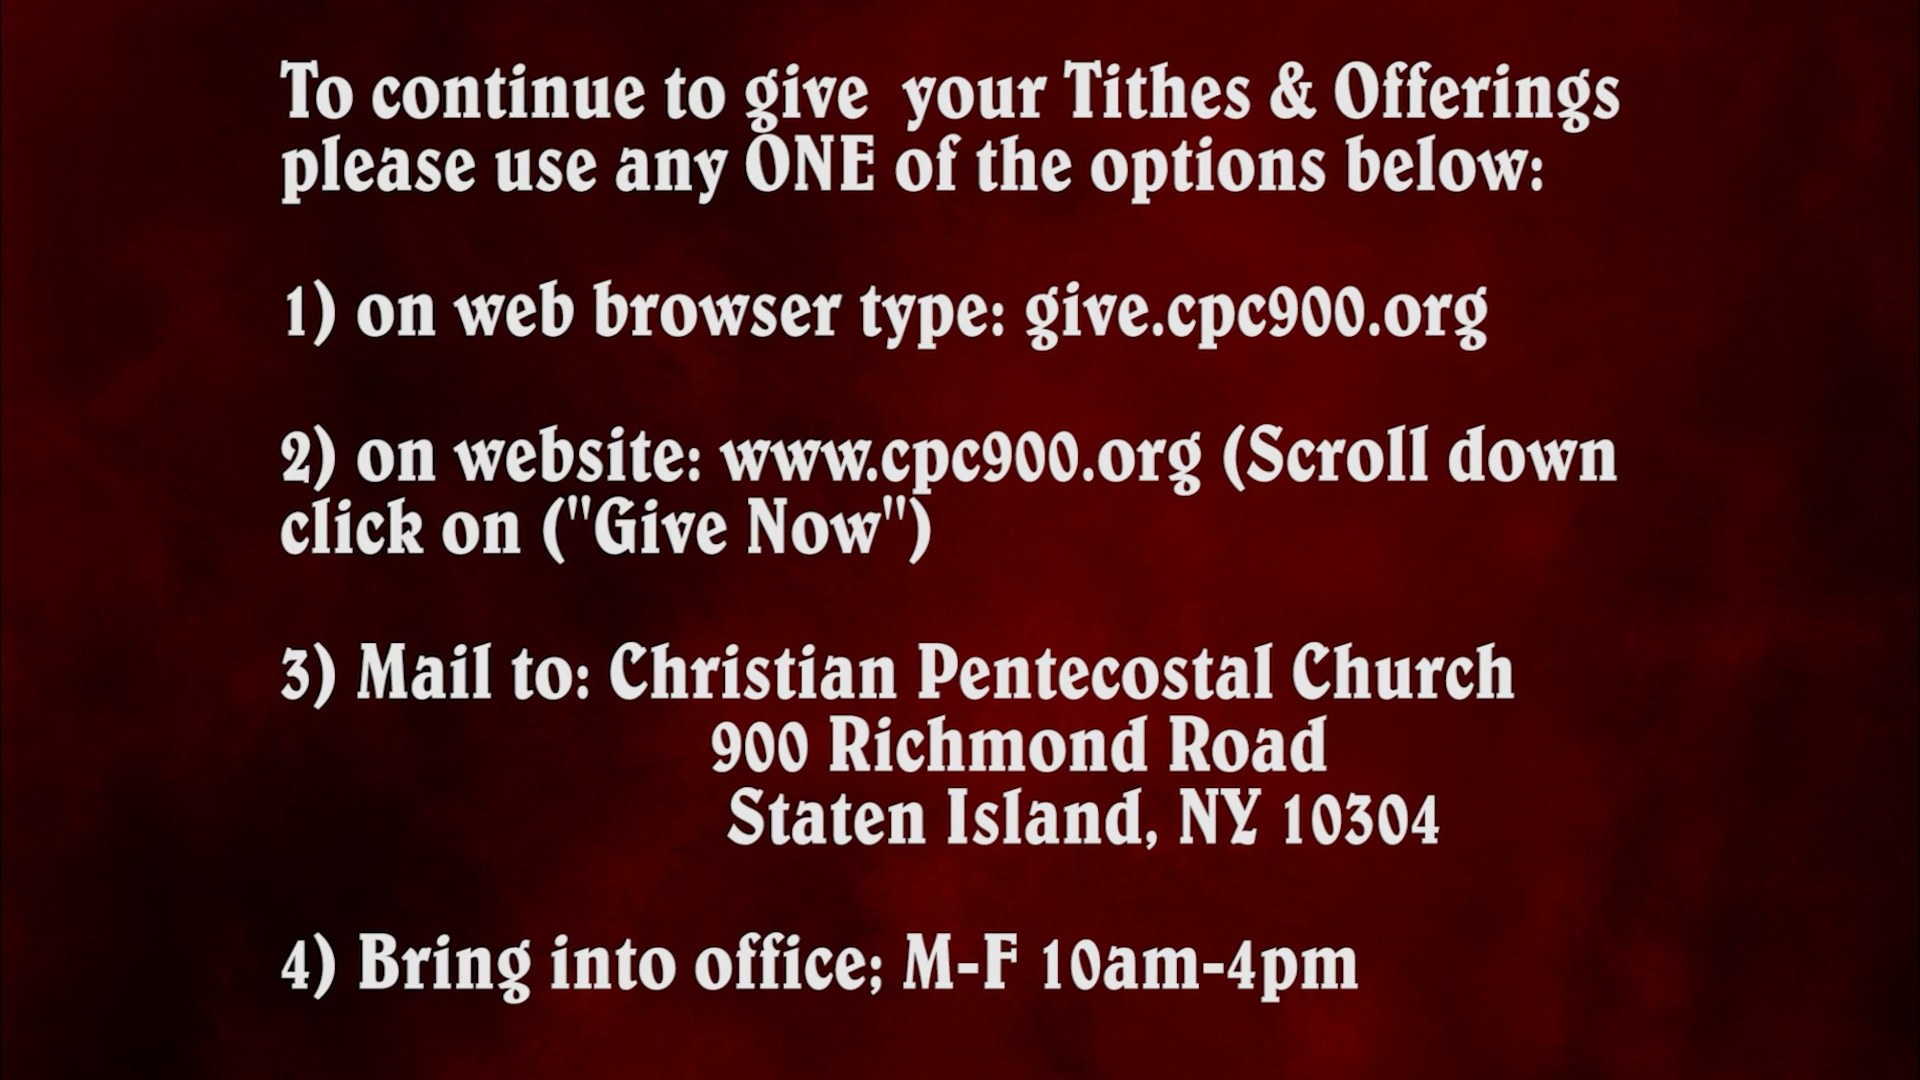 To continue to give  your Tithes & Offerings
please use any ONE of the options below:
1) on web browser type: give.cpc900.org
2) on website: www.cpc900.org (Scroll down
click on ("Give Now")
3) Mail to: Christian Pentecostal Church
900 Richmond Road
Staten Island, NY 10304
4) Bring into office; M-F 10am-4pm